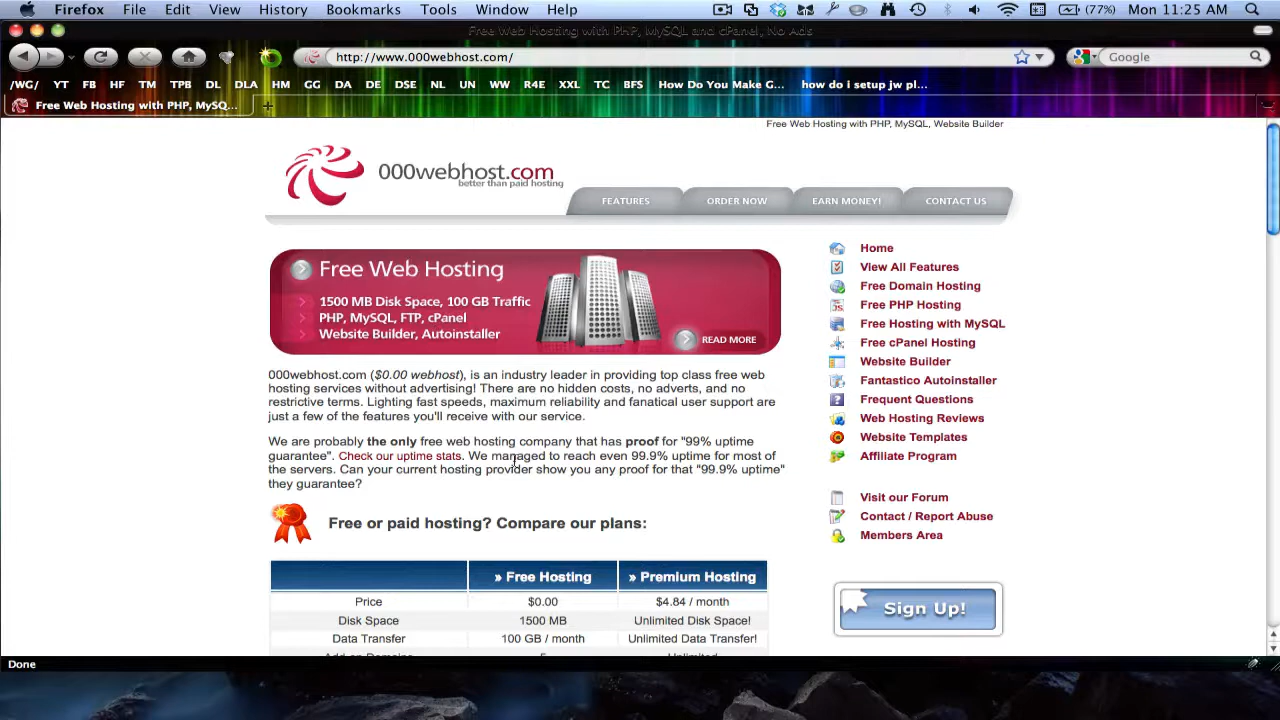 Firefox File Edit View History Bookmarks Tools Window Help (77%) Mon 11:25 AM
Free Web Hosting with PHP, MySQL and cPanel, No Ads
http://www.000webhost.com/ Google
/WG/ YT FB HF TM TPB DL DLA HM GG DA DE DSE NL UN WW R4E XXL TC BFS How Do You Make G... how do i setup jw pl...
Free Web Hosting with PHP, MySQ...
Free Web Hosting with PHP, MySQL, Website Builder
000webhost.com
better than paid hosting
FEATURES ORDER NOW EARN MONEY! CONTACT US
Free Web Hosting
1500 MB Disk Space, 100 GB Traffic
PHP, MySQL, FTP, cPanel
Website Builder, Autoinstaller
READ MORE
000webhost.com ($0.00 webhost), is an industry leader in providing top class free web
hosting services without advertising! There are no hidden costs, no adverts, and no
restrictive terms. Lighting fast speeds, maximum reliability and fanatical user support are
just a few of the features you'll receive with our service.
We are probably the only free web hosting company that has proof for "99% uptime
guarantee". Check our uptime stats. We managed to reach even 99.9% uptime for most of
the servers. Can your current hosting provider show you any proof for that "99.9% uptime"
they guarantee?
Free or paid hosting? Compare our plans:
» Free Hosting » Premium Hosting
Price $0.00 $4.84 / month
Disk Space 1500 MB Unlimited Disk Space!
Data Transfer 100 GB / month Unlimited Data Transfer!
Add-on Domains 5 Unlimited
Home
View All Features
Free Domain Hosting
Free PHP Hosting
Free Hosting with MySQL
Free cPanel Hosting
Website Builder
Fantastico Autoinstaller
Frequent Questions
Web Hosting Reviews
Website Templates
Affiliate Program
Visit our Forum
Contact / Report Abuse
Members Area
Sign Up!
Done